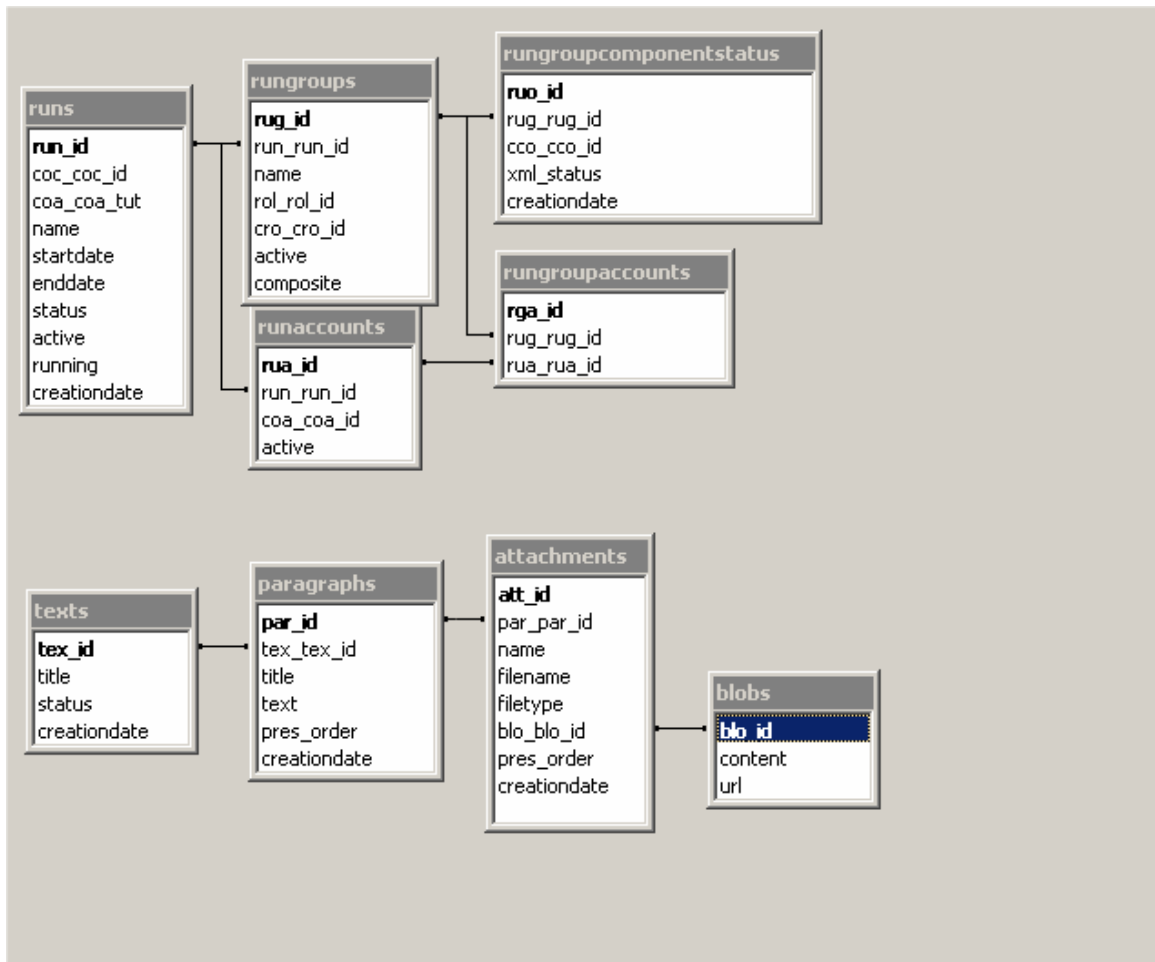 runs
run_id
coc_coc_id
coa_coa_tut
name
startdate
enddate
status
active
running
creationdate
rungroups
rug_id
run_run_id
name
rol_rol_id
cro_cro_id
active
composite
runaccounts
rua_id
run_run_id
coa_coa_id
active
rungroupcomponentstatus
ruo_id
rug_rug_id
cco_cco_id
xml_status
creationdate
rungroupaccounts
rga_id
rug_rug_id
rua_rua_id
texts
tex_id
title
status
creationdate
paragraphs
par_id
tex_tex_id
title
text
pres_order
creationdate
attachments
att_id
par_par_id
name
filename
filetype
blo_blo_id
pres_order
creationdate
blobs
blo_id
content
url